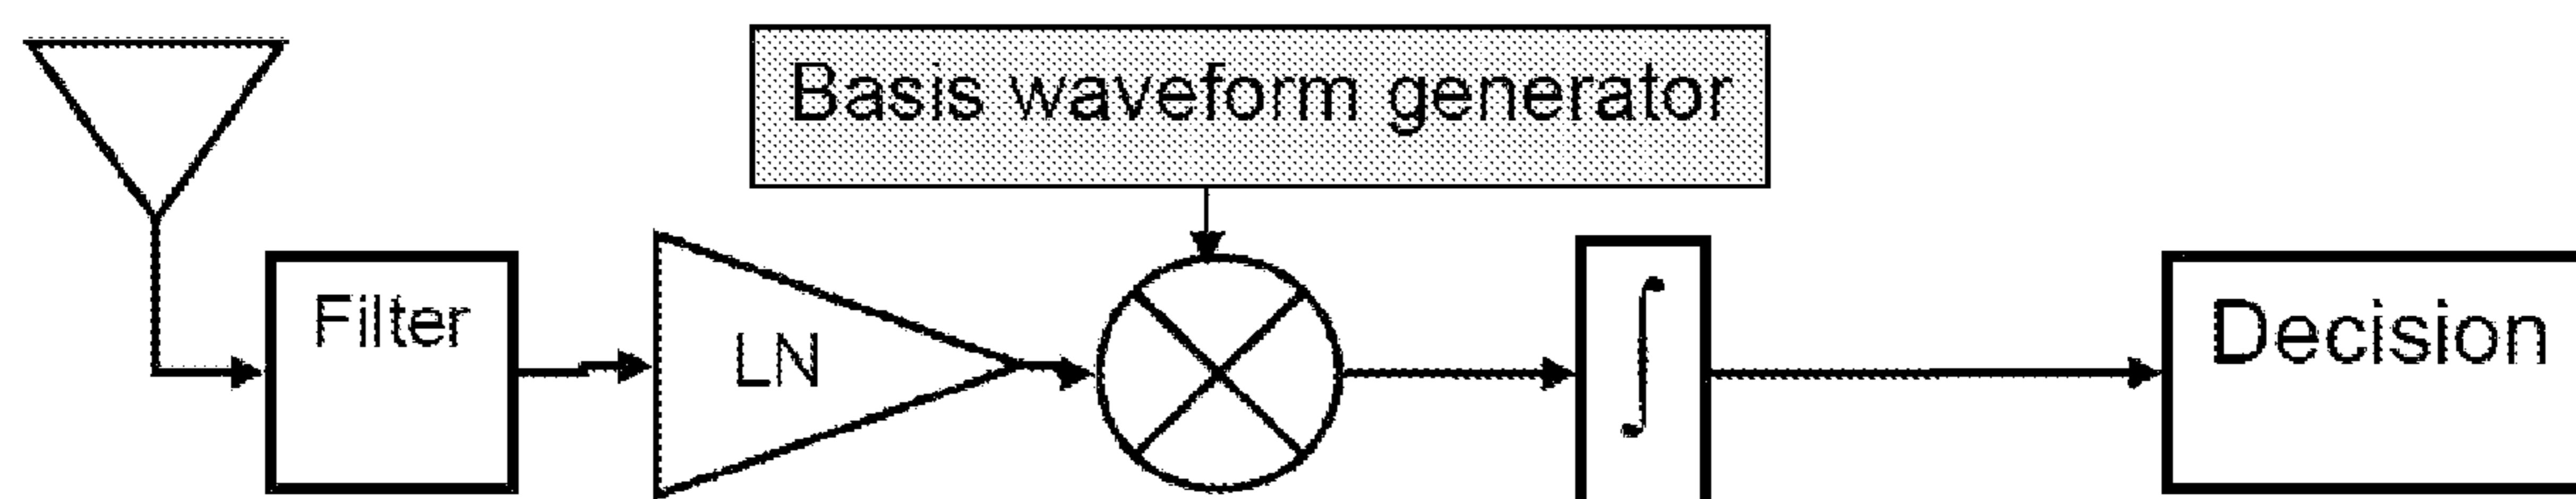 Basis waveform generator
Filter
LN
∫
Decision